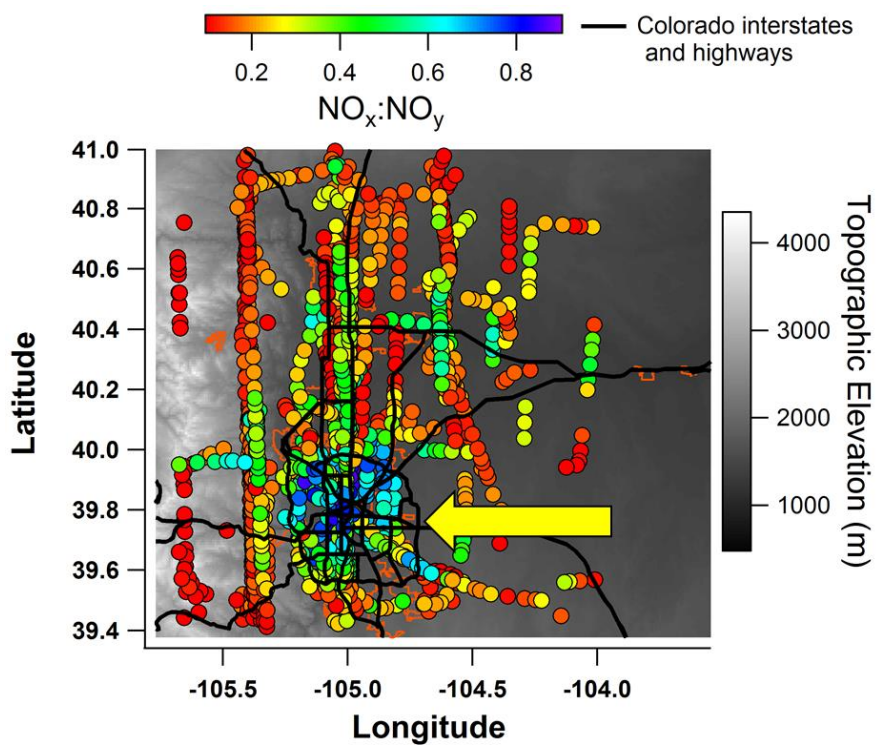 Colorado interstates
and highways
0.2 0.4 0.6 0.8
NOx:NOy
41.0
40.8
40.6
40.4
40.2
40.0
39.8
39.6
39.4
Latitude
4000
3000
2000
1000
Topographic Elevation (m)
-105.5 -105.0 -104.5 -104.0
Longitude